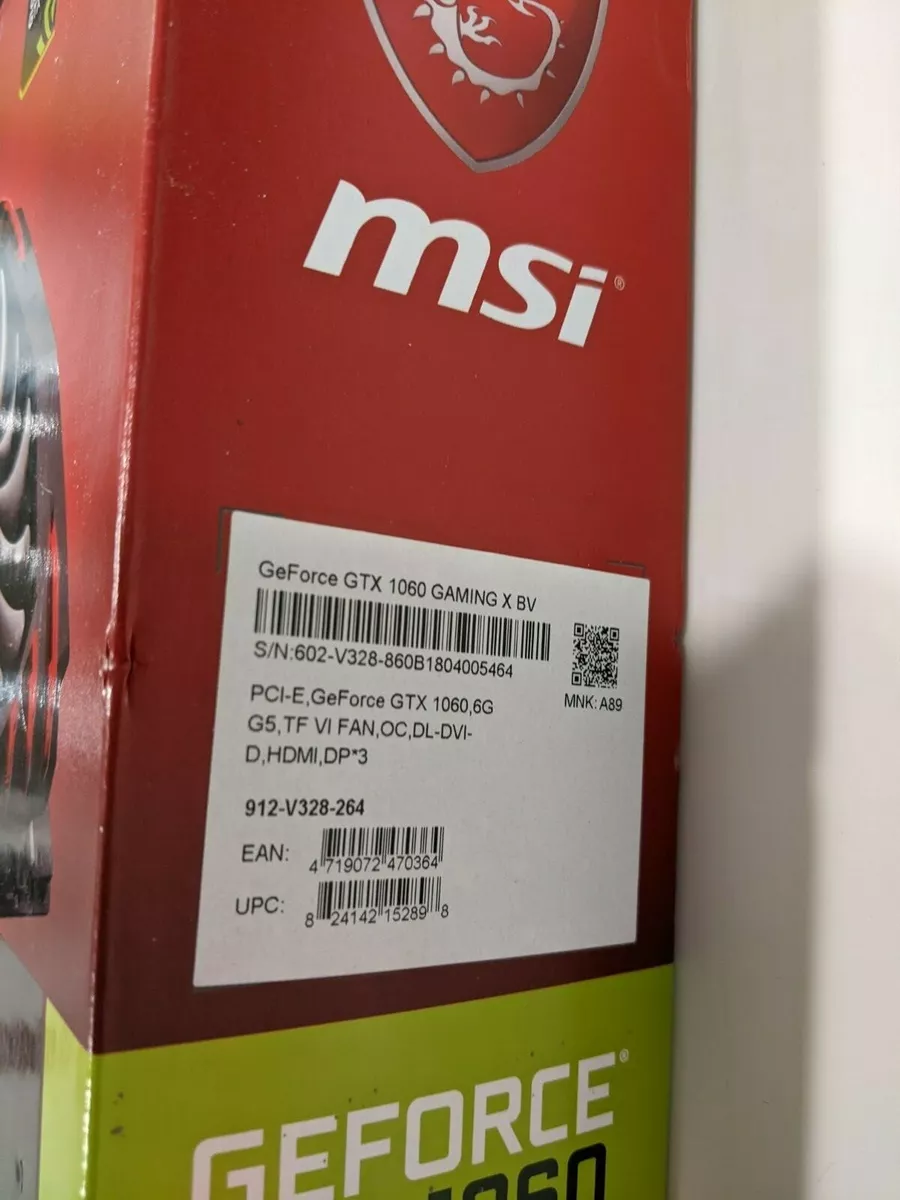 msi®
GeForce GTX 1060 GAMING X BV
S/N:602-V328-860B1804005464
MNK: A89
PCI-E,GeForce GTX 1060,6G
G5,TF VI FAN,OC,DL-DVI-
D,HDMI,DP*3
912-V328-264
EAN:
4 719072 470364
UPC:
8 24142 15289 8
GEFORCE®
1060